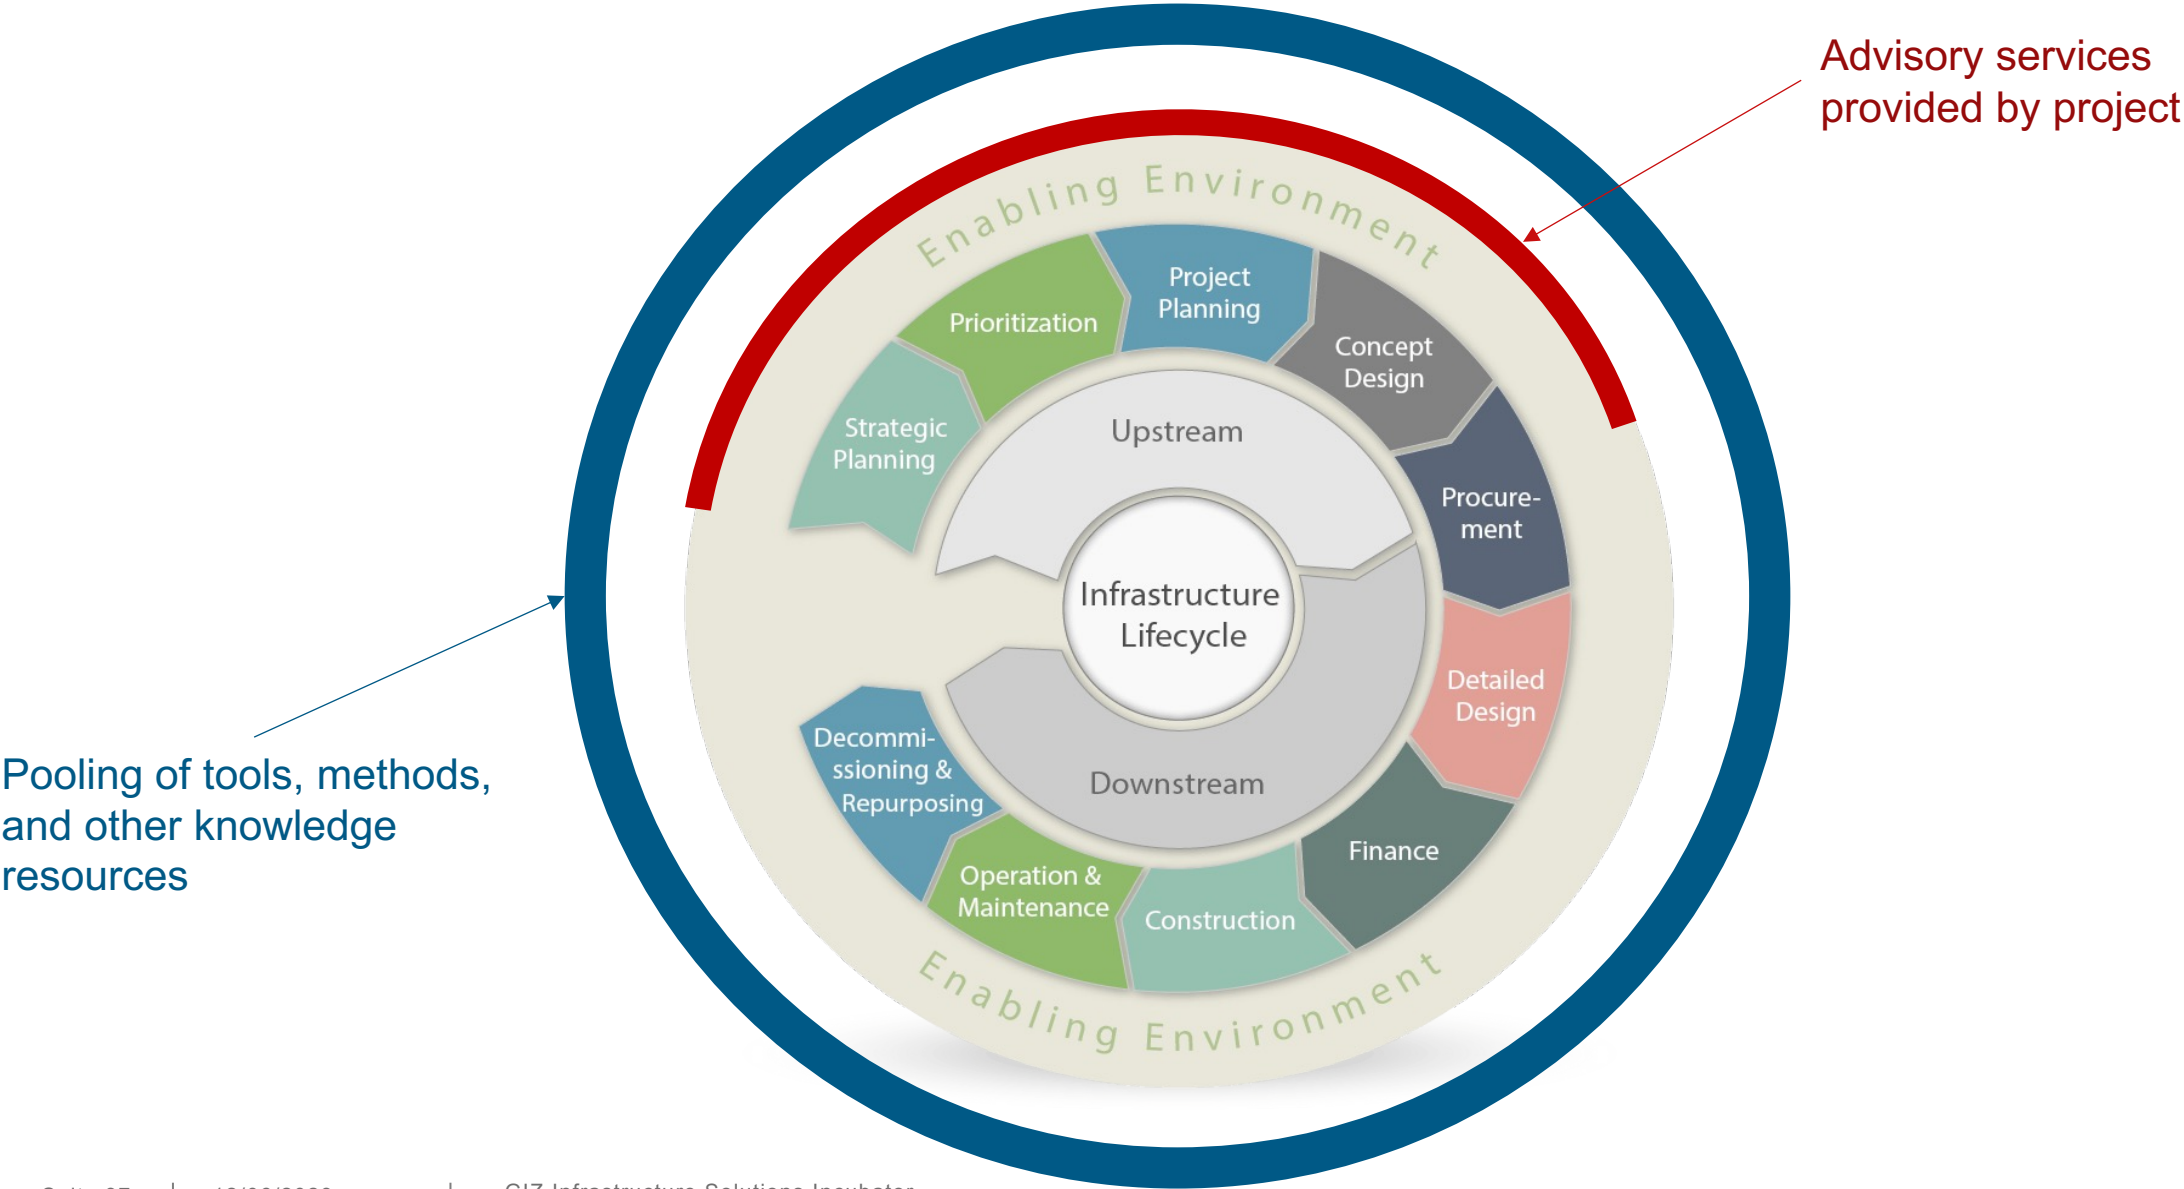 Advisory services
provided by project
Enabling Environment
Project
Planning
Prioritization
Concept
Design
Strategic
Planning
Upstream
Procure-
ment
Infrastructure
Lifecycle
Detailed
Design
Decommi-
ssioning &
Repurposing
Downstream
Finance
Operation &
Maintenance
Construction
Enabling Environment
Pooling of tools, methods,
and other knowledge
resources
GIZ Infrastructure Solutions Incubator